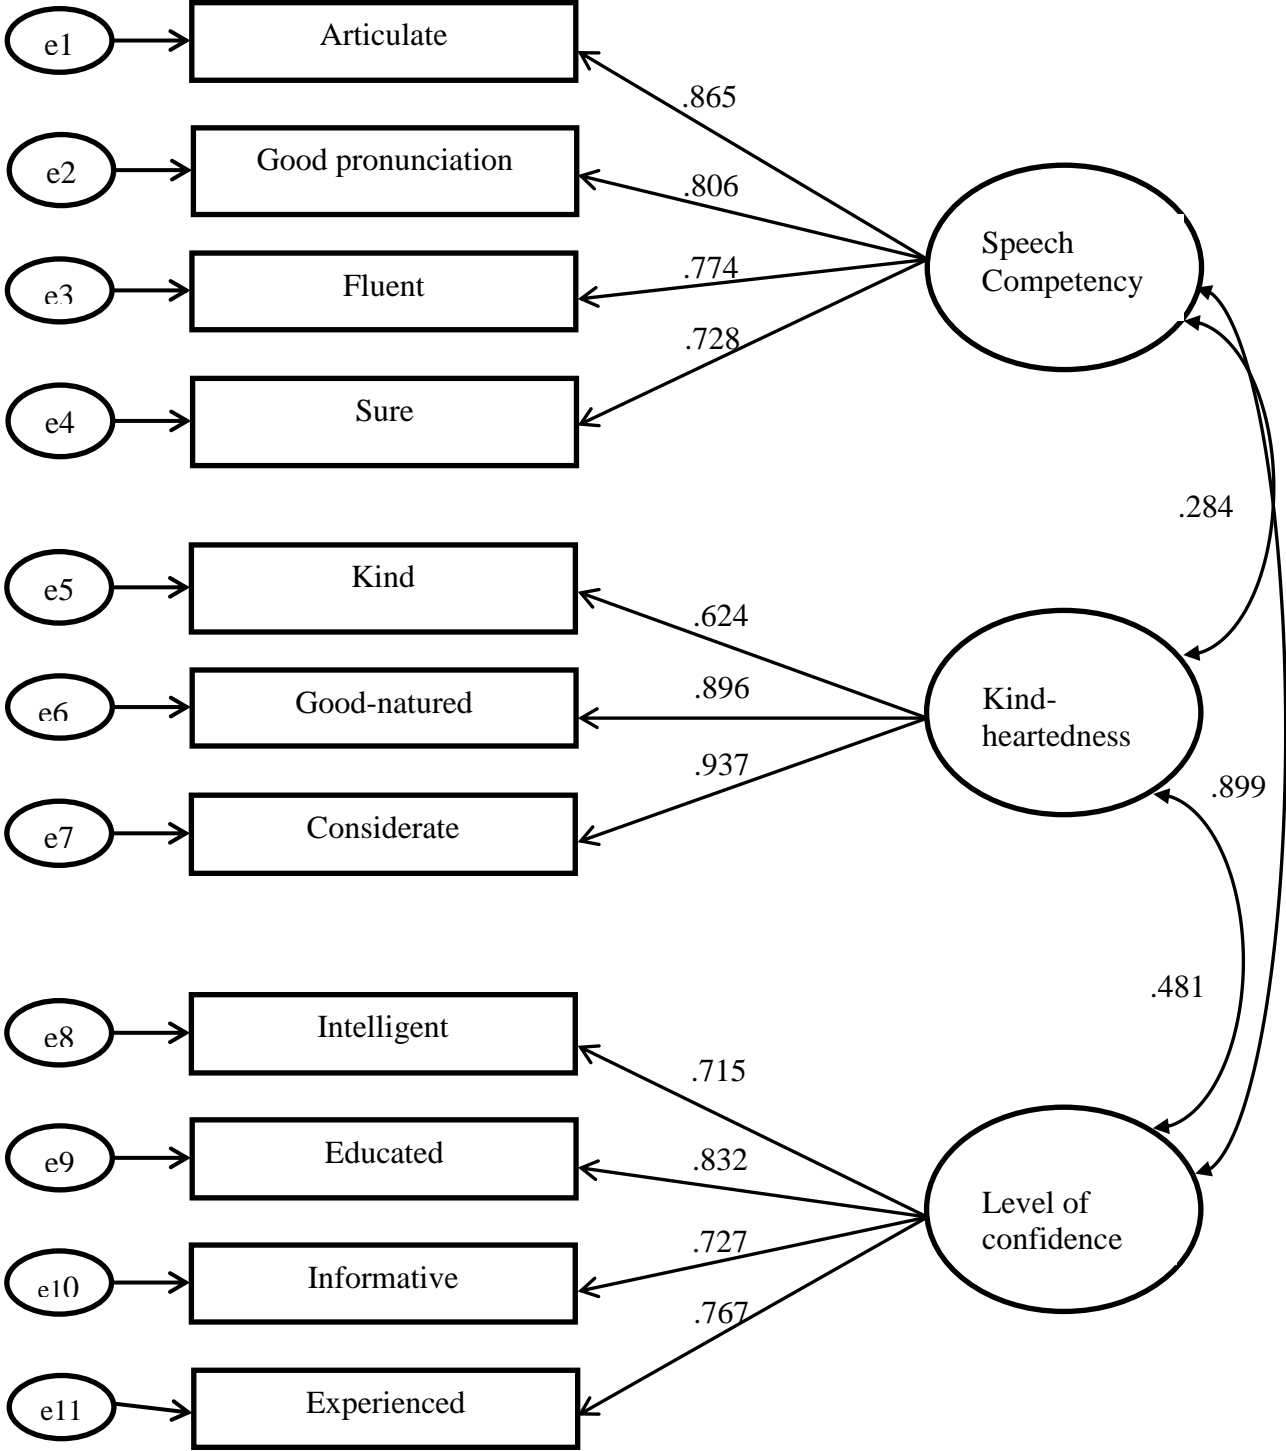 e1
Articulate
.865
e2
Good pronunciation
.806
Speech
Competency
e3
Fluent
.774
e4
Sure
.728
.284
e5
Kind
.624
e6
Good-natured
.896
Kind-
heartedness
e7
Considerate
.937
.899
.481
e8
Intelligent
.715
e9
Educated
.832
Level of
confidence
e10
Informative
.727
e11
Experienced
.767